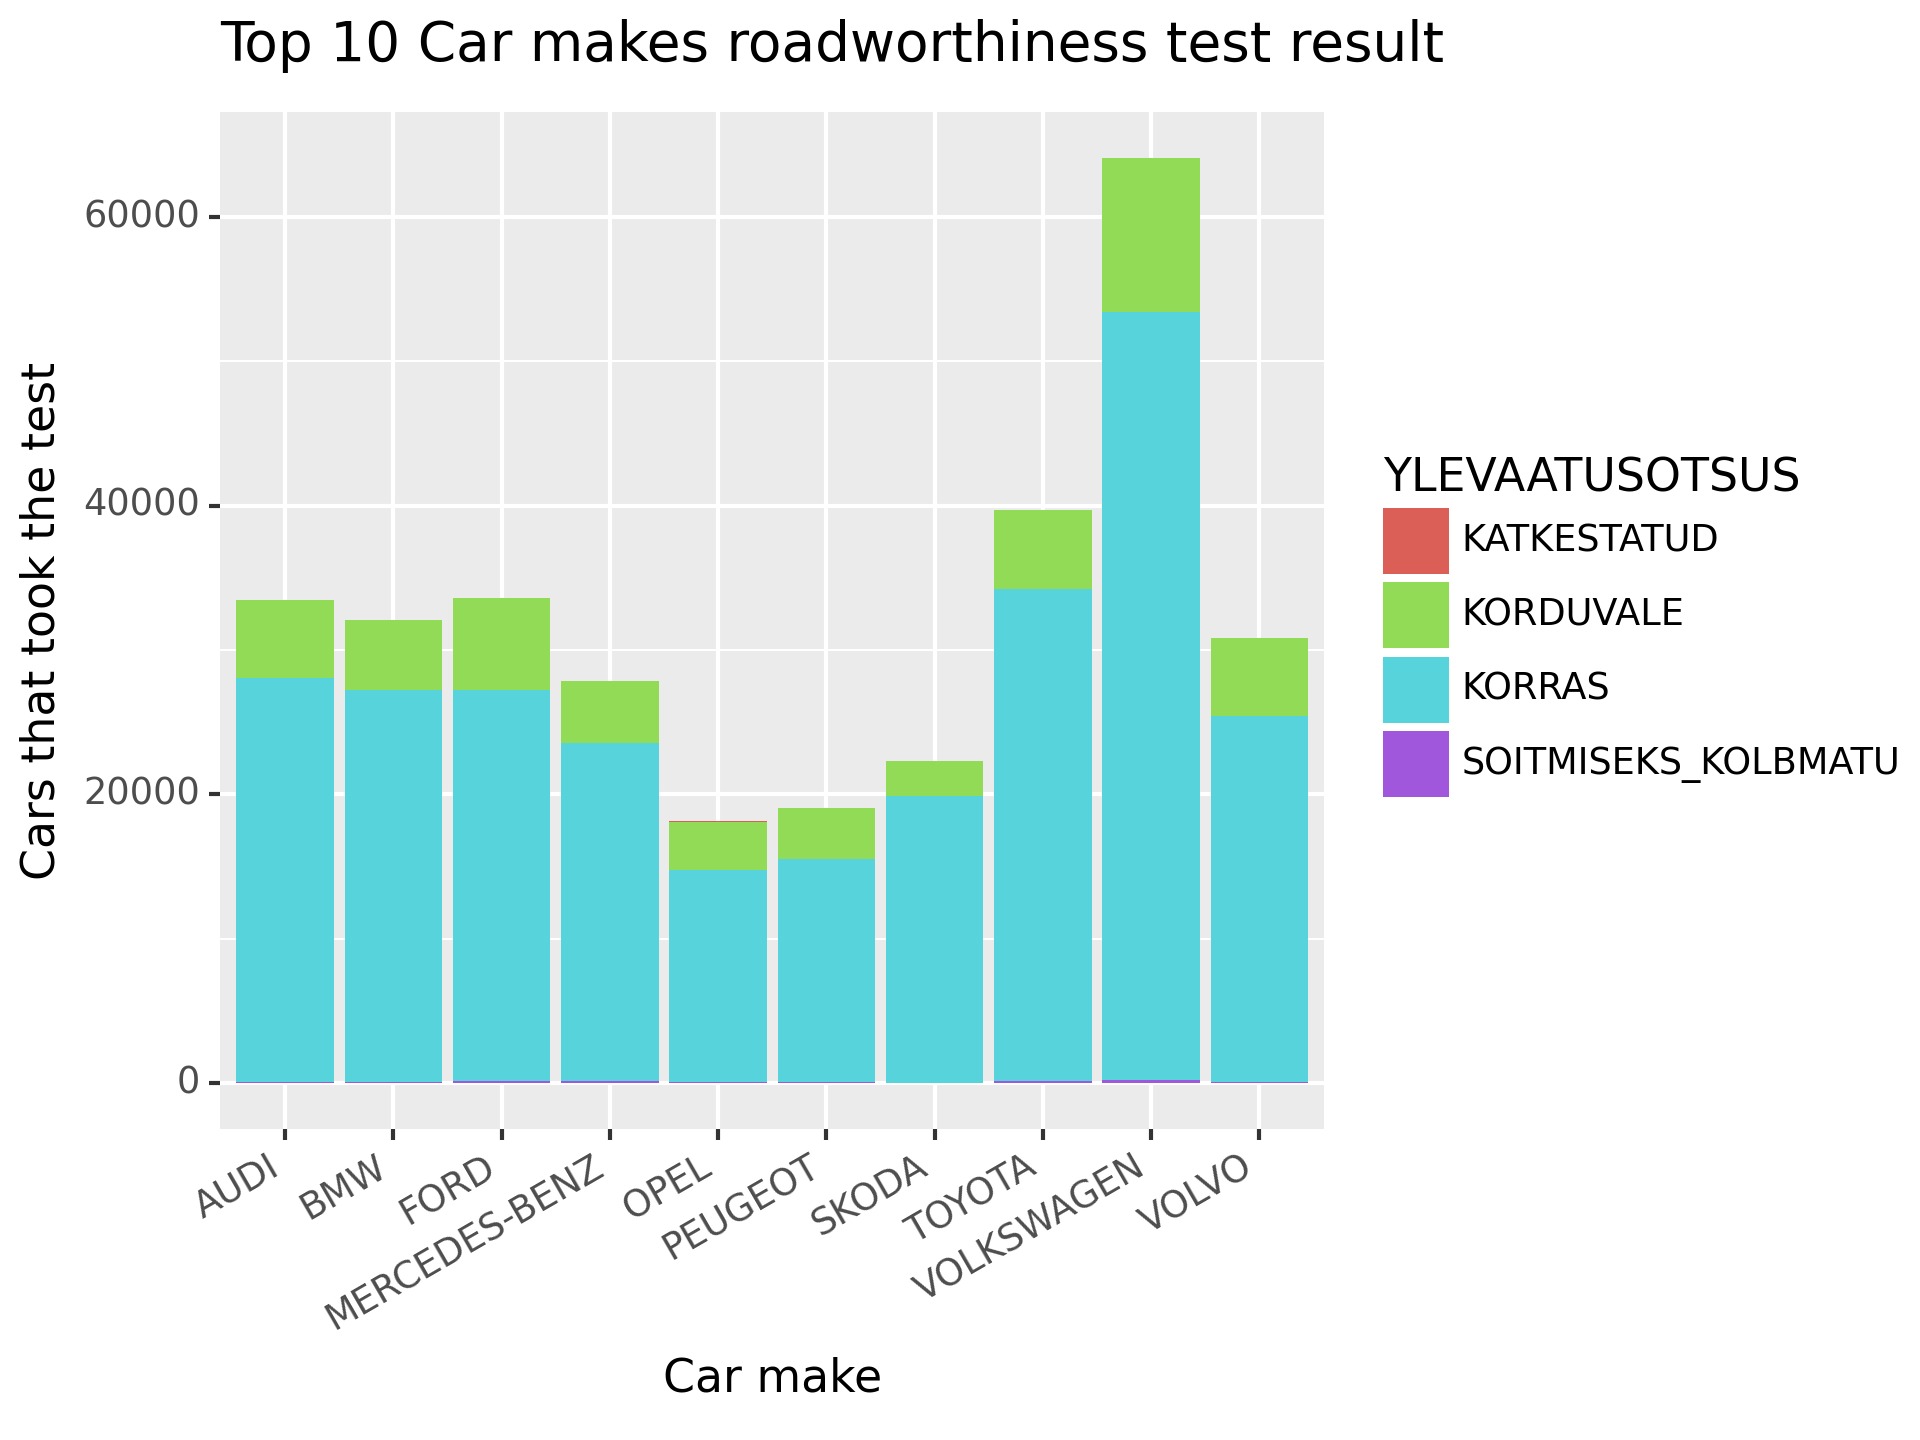 Top 10 Car makes roadworthiness test result
Cars that took the test
60000
40000
20000
0
AUDI
BMW
FORD
MERCEDES-BENZ
OPEL
PEUGEOT
SKODA
TOYOTA
VOLKSWAGEN
VOLVO
Car make
YLEVAATUSOTSUS
KATKESTATUD
KORDUVALE
KORRAS
SOITMISEKS_KOLBMATU